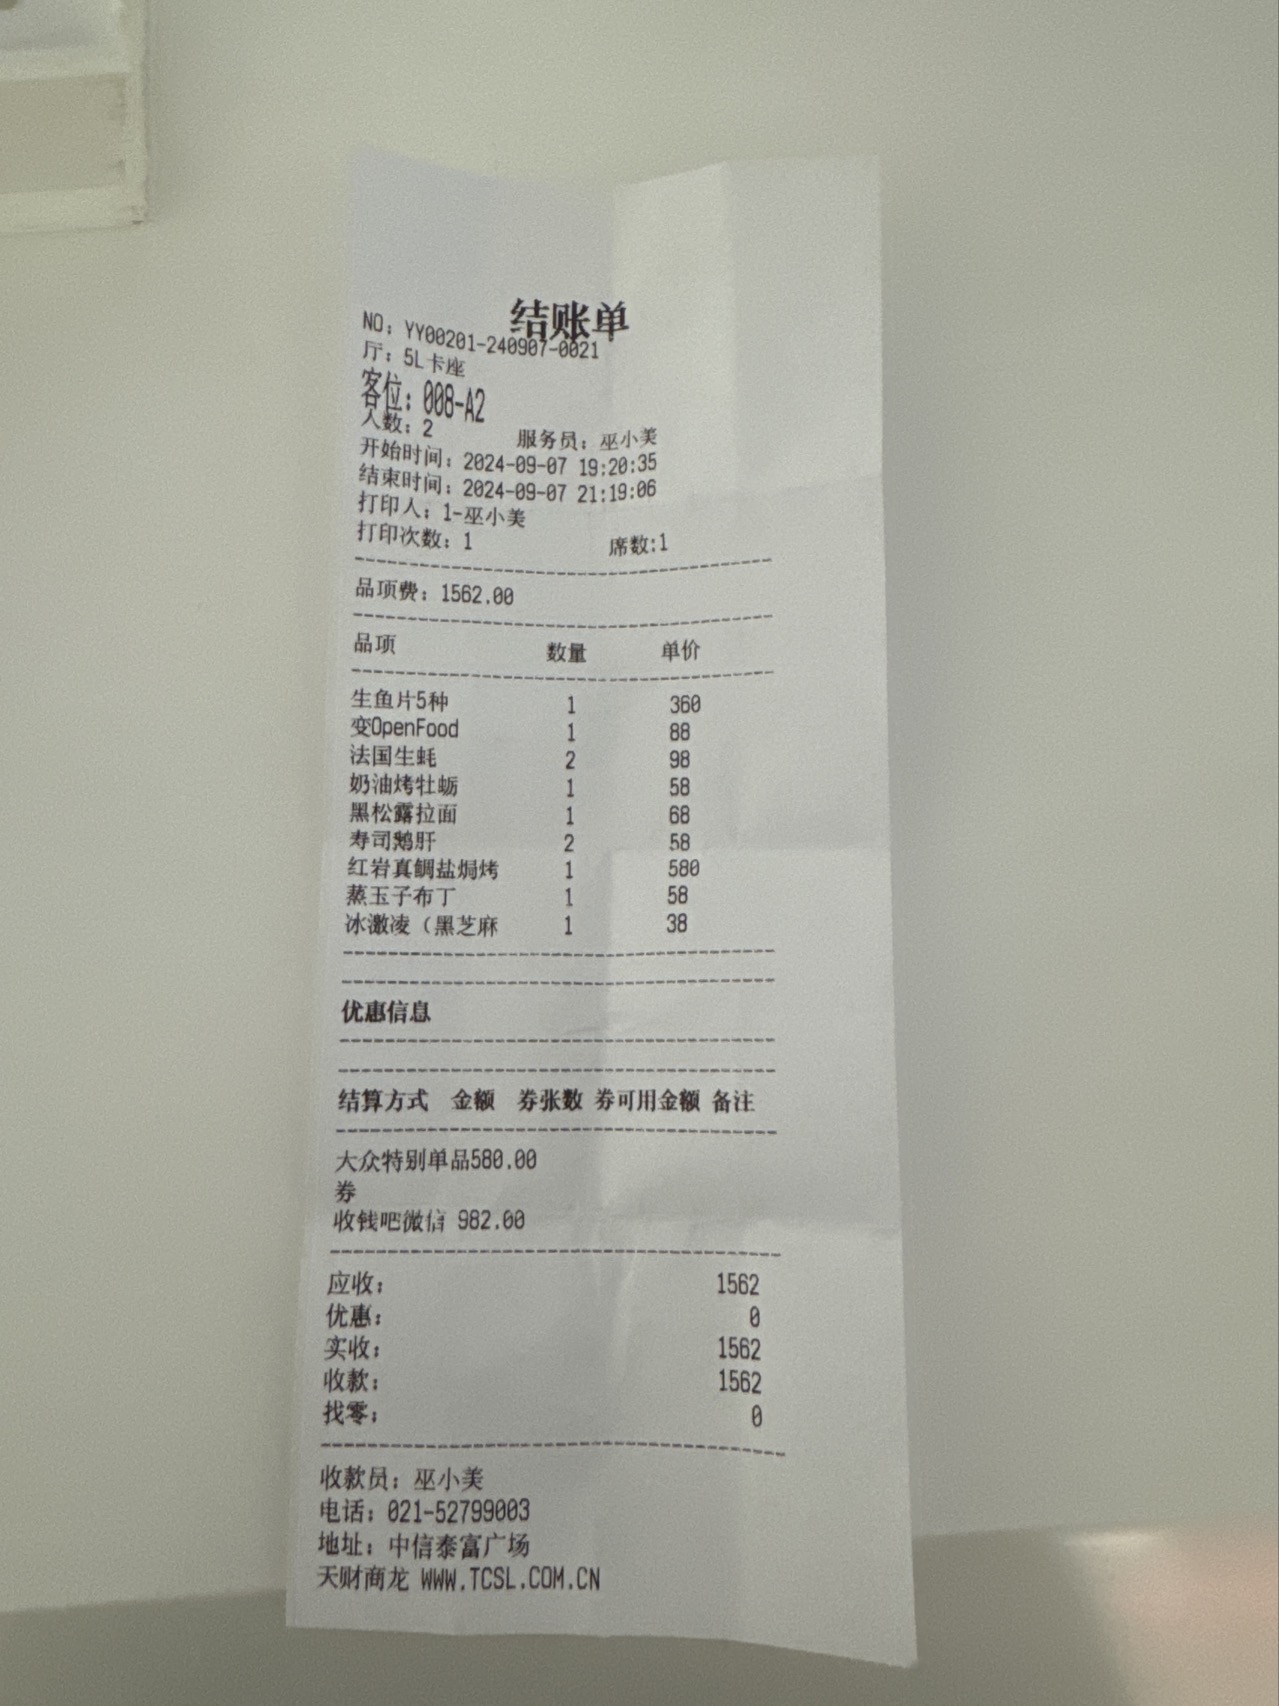 结账单
NO: YY00201-240907-0021
厅: 5L卡座
客位: 008-A2
人数: 2 服务员: 巫小美
开始时间: 2024-09-07 19:20:35
结束时间: 2024-09-07 21:19:06
打印人: 1-巫小美
打印次数: 1 席数:1
品项费: 1562.00
品项 数量 单价
生鱼片5种 1 360
变OpenFood 1 88
法国生蚝 2 98
奶油烤牡蛎 1 58
黑松露拉面 1 68
寿司鹅肝 2 58
红岩真鲷盐焗烤 1 580
蒸玉子布丁 1 58
冰激凌（黑芝麻 1 38
优惠信息
结算方式 金额 券张数 券可用金额 备注
大众特别单品580.00
券
收钱吧微信 982.00
应收: 1562
优惠: 0
实收: 1562
收款: 1562
找零: 0
收款员: 巫小美
电话: 021-52799003
地址: 中信泰富广场
天财商龙 WWW.TCSL.COM.CN